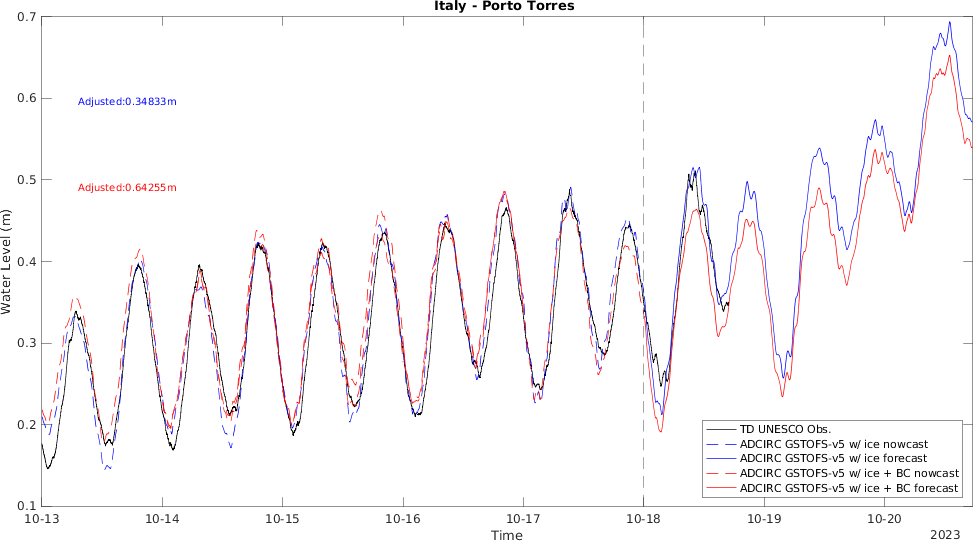 Italy - Porto Torres
0.7
0.6
0.5
0.4
0.3
0.2
0.1
Water Level (m)
Adjusted:0.34833m
Adjusted:0.64255m
TD UNESCO Obs.
ADCIRC GSTOFS-v5 w/ ice nowcast
ADCIRC GSTOFS-v5 w/ ice forecast
ADCIRC GSTOFS-v5 w/ ice + BC nowcast
ADCIRC GSTOFS-v5 w/ ice + BC forecast
10-13 10-14 10-15 10-16 10-17 10-18 10-19 10-20
Time
2023